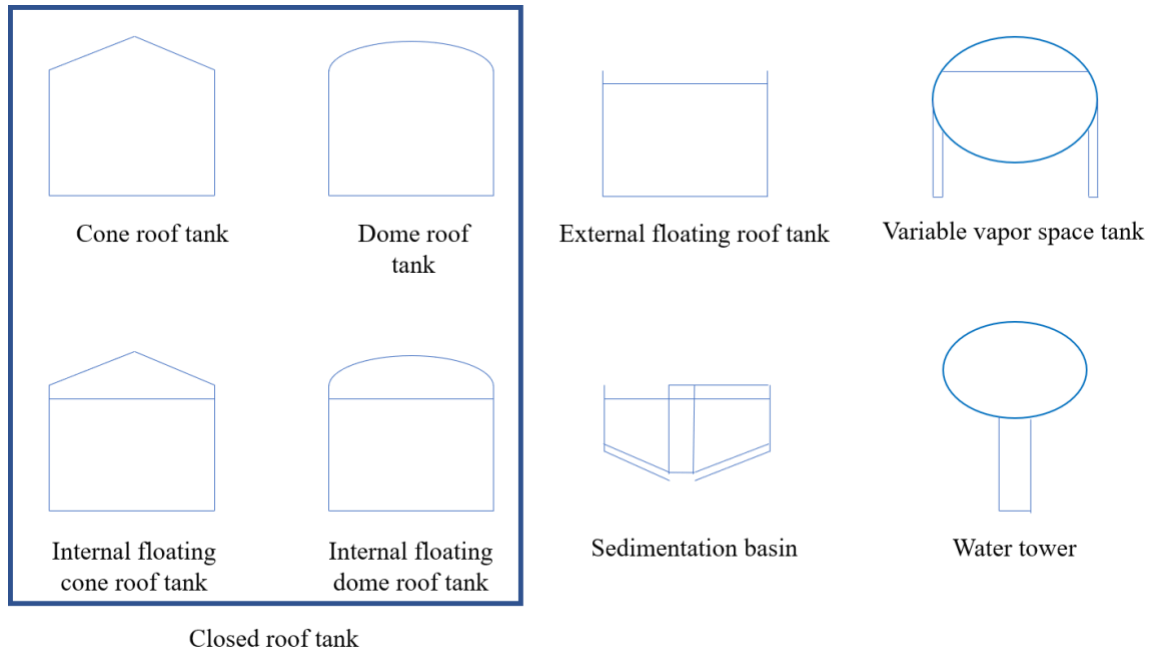 Cone roof tank
Dome roof
tank
External floating roof tank
Variable vapor space tank
Internal floating
cone roof tank
Internal floating
dome roof tank
Sedimentation basin
Water tower
Closed roof tank